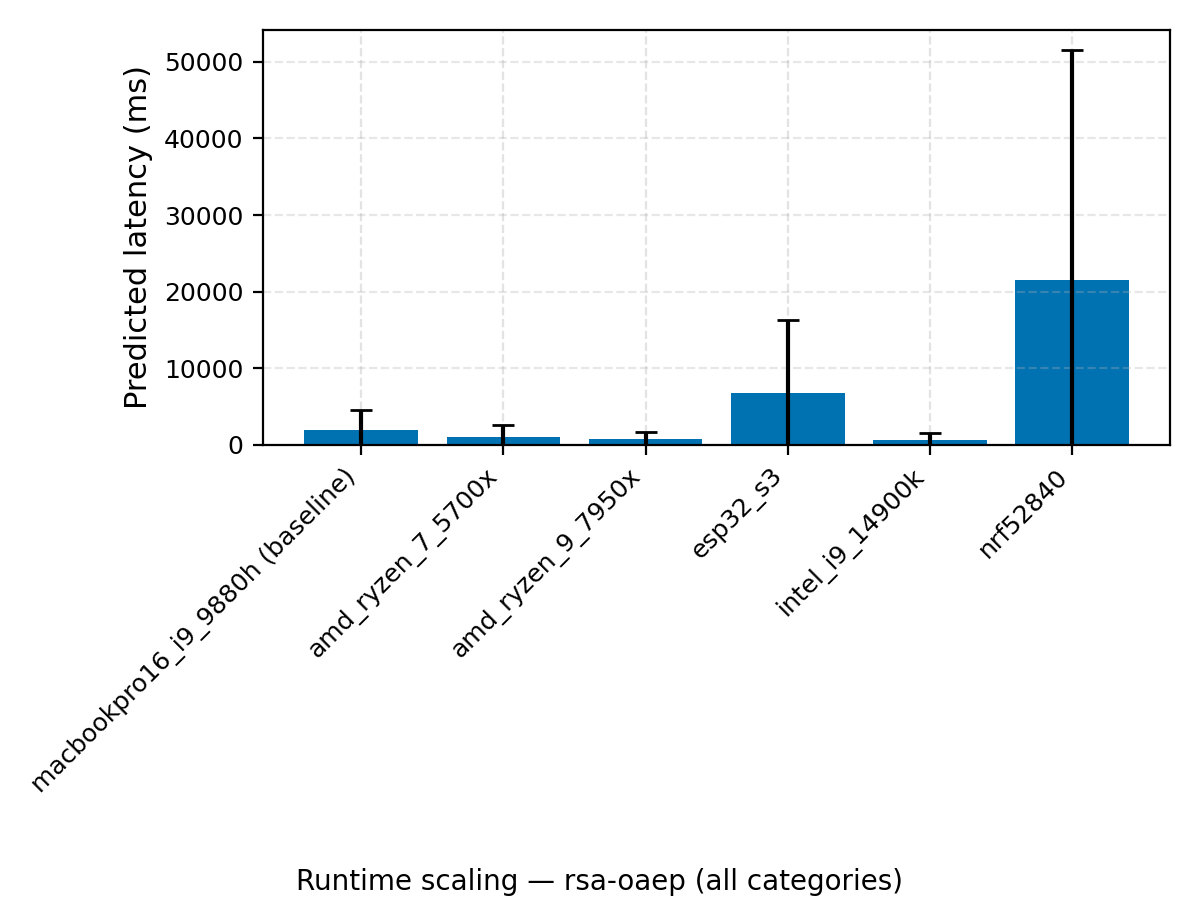 Predicted latency (ms)
50000
40000
30000
20000
10000
0
macbookpro16_i9_9880h (baseline)
amd_ryzen_7_5700x
amd_ryzen_9_7950x
esp32_s3
intel_i9_14900k
nrf52840
Runtime scaling — rsa-oaep (all categories)